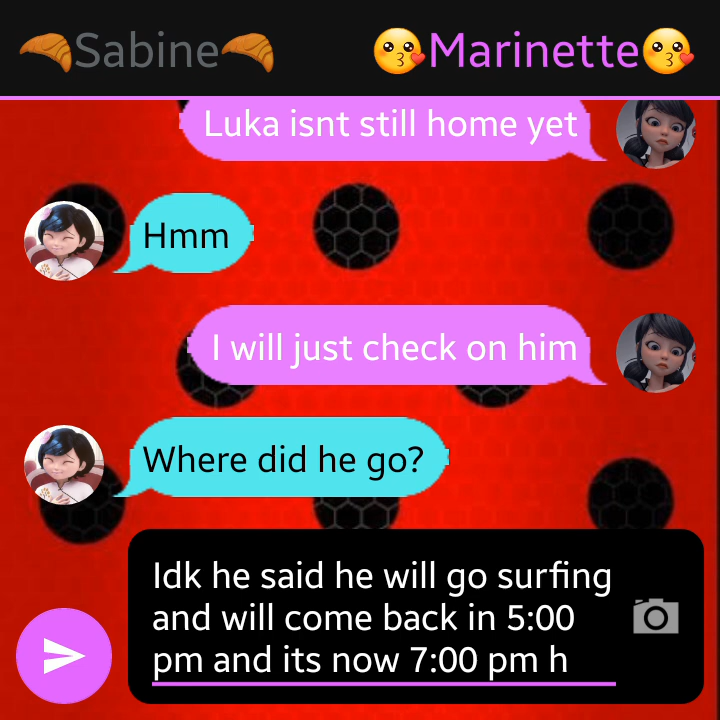 🥐Sabine🥐 😘Marinette😘
Luka isnt still home yet
Hmm
I will just check on him
Where did he go?
Idk he said he will go surfing
and will come back in 5:00
pm and its now 7:00 pm h